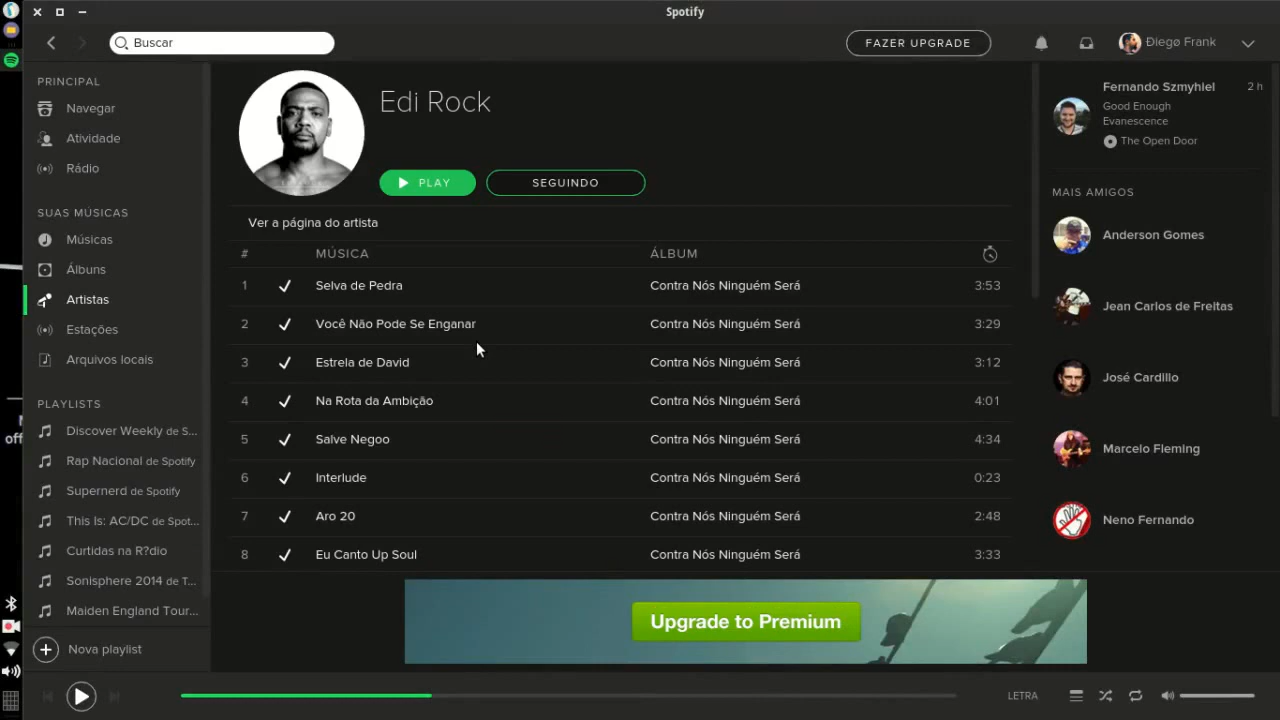 Spotify
Buscar
FAZER UPGRADE
Điegø Frank
PRINCIPAL
Navegar
Atividade
Rádio
SUAS MÚSICAS
Músicas
Álbuns
Artistas
Estações
Arquivos locais
PLAYLISTS
Discover Weekly de S...
Rap Nacional de Spotify
Supernerd de Spotify
This Is: AC/DC de Spot...
Curtidas na R?dio
Sonisphere 2014 de T...
Maiden England Tour...
Nova playlist
Edi Rock
PLAY
SEGUINDO
Ver a página do artista
# MÚSICA ÁLBUM
1 Selva de Pedra Contra Nós Ninguém Será 3:53
2 Você Não Pode Se Enganar Contra Nós Ninguém Será 3:29
3 Estrela de David Contra Nós Ninguém Será 3:12
4 Na Rota da Ambição Contra Nós Ninguém Será 4:01
5 Salve Negoo Contra Nós Ninguém Será 4:34
6 Interlude Contra Nós Ninguém Será 0:23
7 Aro 20 Contra Nós Ninguém Será 2:48
8 Eu Canto Up Soul Contra Nós Ninguém Será 3:33
Fernando Szmyhiel 2 h
Good Enough
Evanescence
The Open Door
MAIS AMIGOS
Anderson Gomes
Jean Carlos de Freitas
José Cardillo
Marcelo Fleming
Neno Fernando
Upgrade to Premium
LETRA